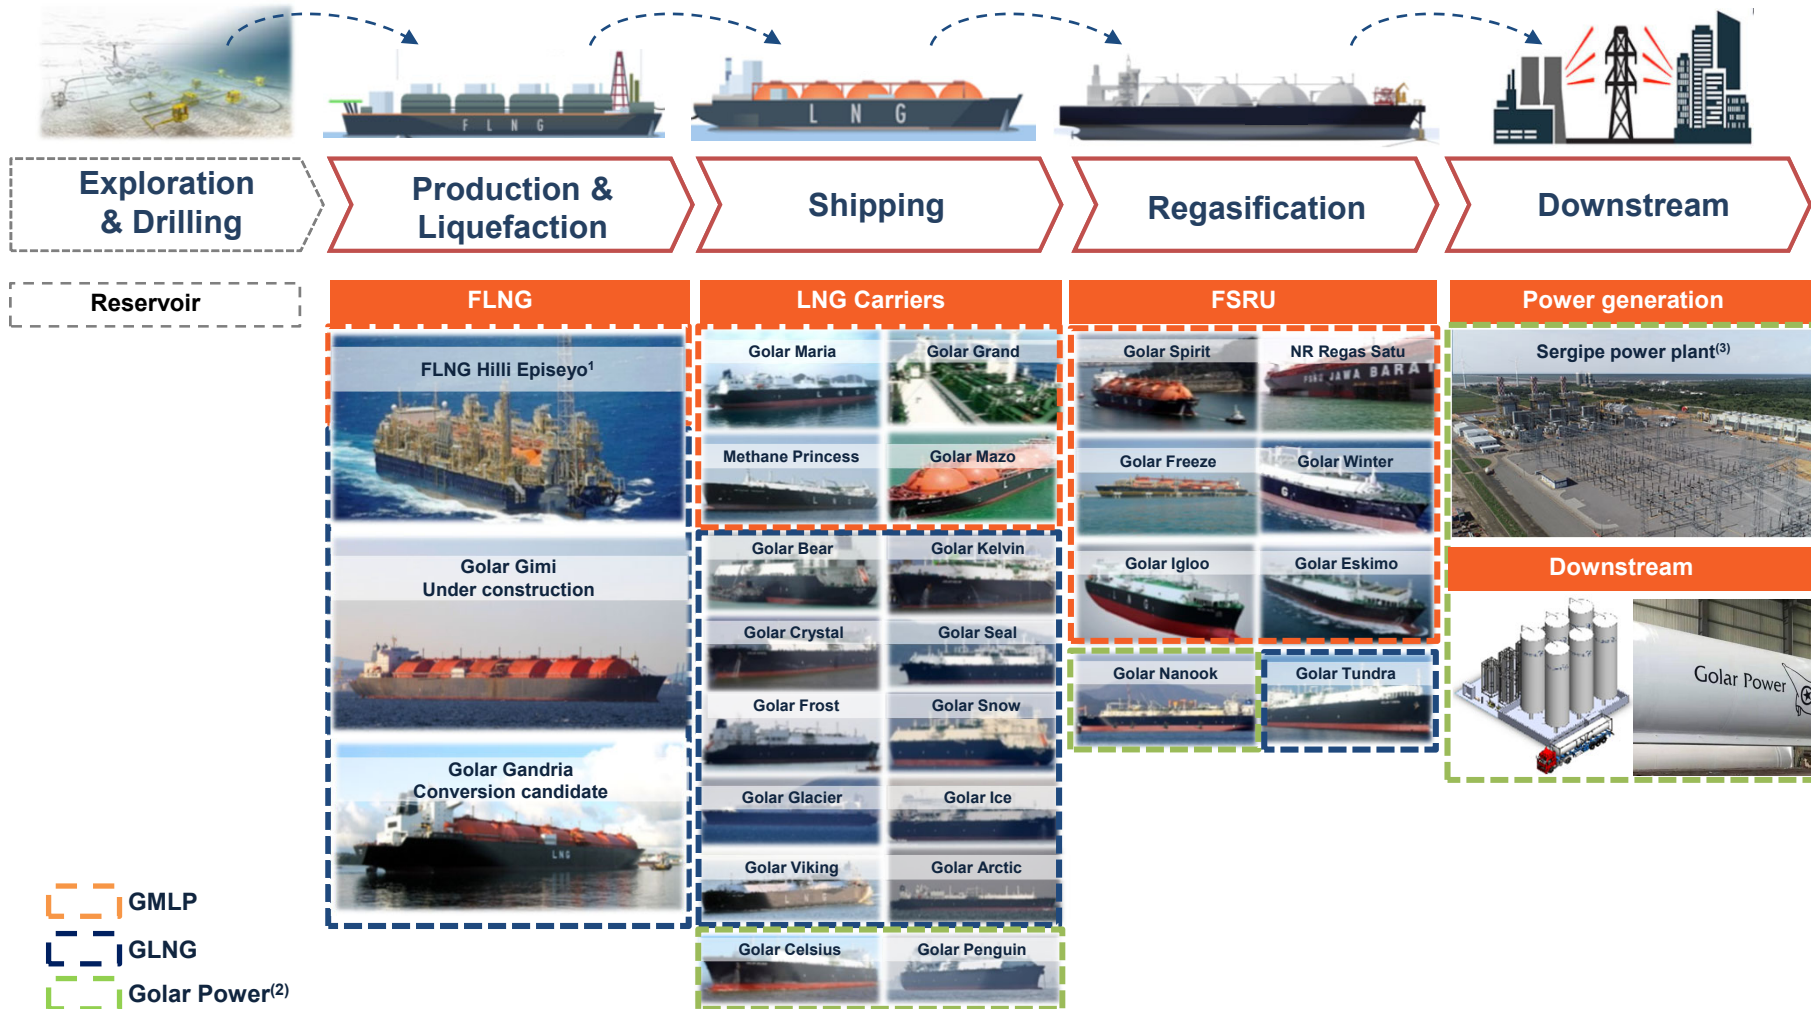 F L N G
L N G
Exploration
& Drilling
Production &
Liquefaction
Shipping
Regasification
Downstream
Reservoir
FLNG
LNG Carriers
FSRU
Power generation
FLNG Hilli Episeyo1
Golar Gimi
Under construction
Golar Gandria
Conversion candidate
LNG
Golar Maria
Golar Grand
L N G
Methane Princess
Golar Mazo
Golar Bear
Golar Kelvin
Golar Crystal
Golar Seal
Golar Frost
Golar Snow
Golar Glacier
Golar Ice
Golar Viking
Golar Arctic
L N G
Golar Celsius
Golar Penguin
Golar Spirit
NR Regas Satu
FSRU JAWA BARAT
Golar Freeze
Golar Winter
Golar Igloo
Golar Eskimo
L N G
Golar Nanook
Golar Tundra
Sergipe power plant(3)
Downstream
Golar Power
GMLP
GLNG
Golar Power(2)